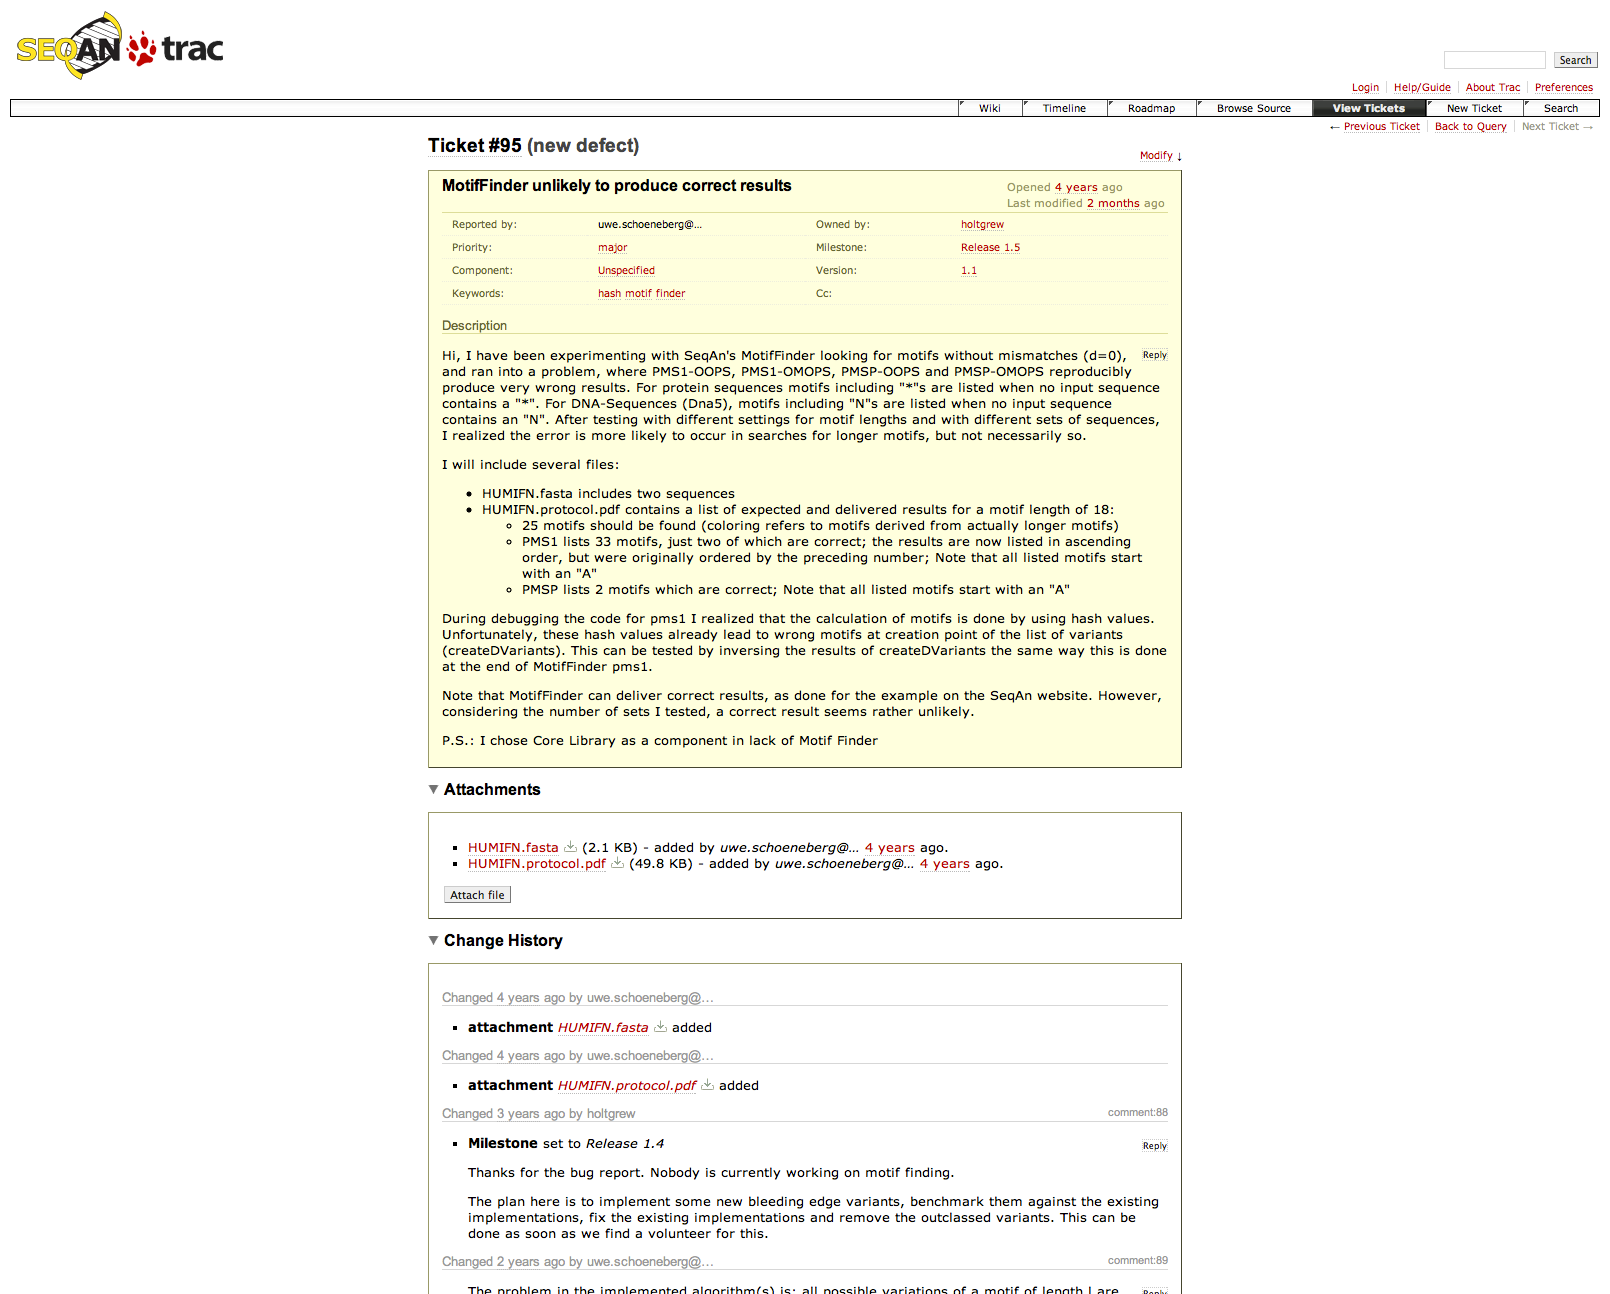 SEQAN trac
Search
Login Help/Guide About Trac Preferences
Wiki Timeline Roadmap Browse Source View Tickets New Ticket Search
← Previous Ticket Back to Query Next Ticket →
Ticket #95 (new defect)
Modify ↓
MotifFinder unlikely to produce correct results
Opened 4 years ago
Last modified 2 months ago
Reported by: uwe.schoeneberg@… Owned by: holtgrew
Priority: major Milestone: Release 1.5
Component: Unspecified Version: 1.1
Keywords: hash motif finder Cc:
Description
Reply
Hi, I have been experimenting with SeqAn's MotifFinder looking for motifs without mismatches (d=0),
and ran into a problem, where PMS1-OOPS, PMS1-OMOPS, PMSP-OOPS and PMSP-OMOPS reproducibly
produce very wrong results. For protein sequences motifs including "*"s are listed when no input sequence
contains a "*". For DNA-Sequences (Dna5), motifs including "N"s are listed when no input sequence
contains an "N". After testing with different settings for motif lengths and with different sets of sequences,
I realized the error is more likely to occur in searches for longer motifs, but not necessarily so.
I will include several files:
• HUMIFN.fasta includes two sequences
• HUMIFN.protocol.pdf contains a list of expected and delivered results for a motif length of 18:
◦ 25 motifs should be found (coloring refers to motifs derived from actually longer motifs)
◦ PMS1 lists 33 motifs, just two of which are correct; the results are now listed in ascending
order, but were originally ordered by the preceding number; Note that all listed motifs start
with an "A"
◦ PMSP lists 2 motifs which are correct; Note that all listed motifs start with an "A"
During debugging the code for pms1 I realized that the calculation of motifs is done by using hash values.
Unfortunately, these hash values already lead to wrong motifs at creation point of the list of variants
(createDVariants). This can be tested by inversing the results of createDVariants the same way this is done
at the end of MotifFinder pms1.
Note that MotifFinder can deliver correct results, as done for the example on the SeqAn website. However,
considering the number of sets I tested, a correct result seems rather unlikely.
P.S.: I chose Core Library as a component in lack of Motif Finder
▼ Attachments
▪ HUMIFN.fasta (2.1 KB) - added by uwe.schoeneberg@… 4 years ago.
▪ HUMIFN.protocol.pdf (49.8 KB) - added by uwe.schoeneberg@… 4 years ago.
Attach file
▼ Change History
Changed 4 years ago by uwe.schoeneberg@…
▪ attachment HUMIFN.fasta added
Changed 4 years ago by uwe.schoeneberg@…
▪ attachment HUMIFN.protocol.pdf added
Changed 3 years ago by holtgrew comment:88
▪ Milestone set to Release 1.4
Reply
Thanks for the bug report. Nobody is currently working on motif finding.
The plan here is to implement some new bleeding edge variants, benchmark them against the existing
implementations, fix the existing implementations and remove the outclassed variants. This can be
done as soon as we find a volunteer for this.
Changed 2 years ago by uwe.schoeneberg@… comment:89
The problem in the implemented algorithm(s) is: all possible variations of a motif of length l are
Reply